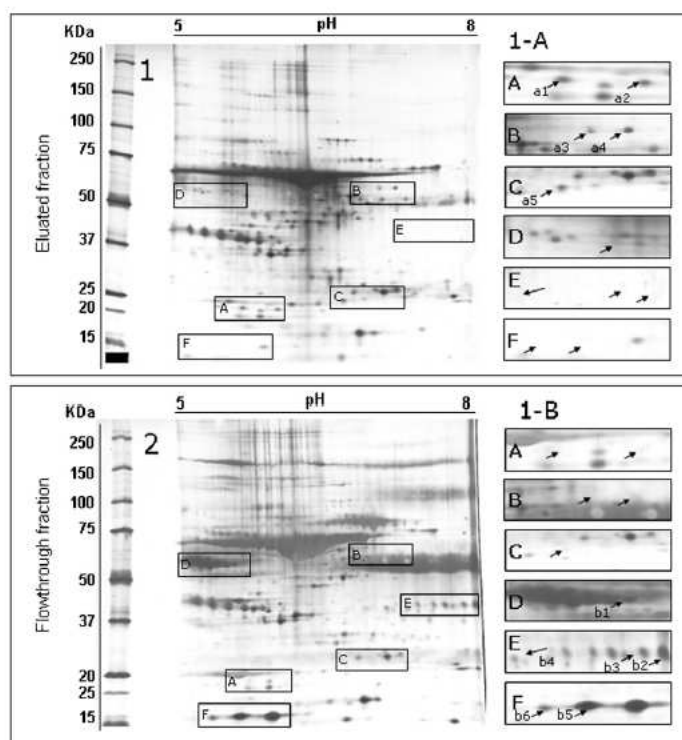 KDa 5 pH 8
1-A
250
150
100
75
50
37
25
20
15
1
Eluated fraction
D
B
E
C
A
F
A a1 a2
B a3 a4
C a5
D
E
F
KDa 5 pH 8
1-B
250
150
100
75
50
37
20
25
15
2
Flowthrough fraction
D
B
E
C
A
F
A
B
C
D b1
E b4 b3 b2
F b6 b5